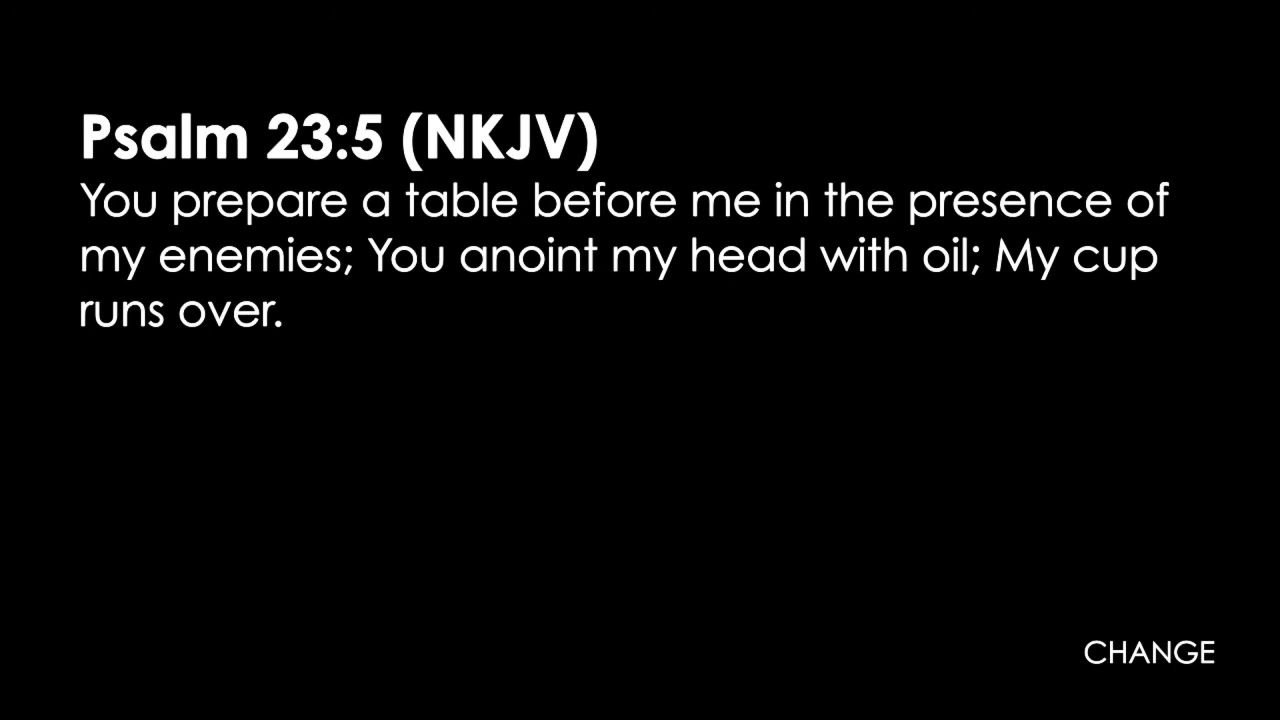 Psalm 23:5 (NKJV)
You prepare a table before me in the presence of
my enemies; You anoint my head with oil; My cup
runs over.
CHANGE